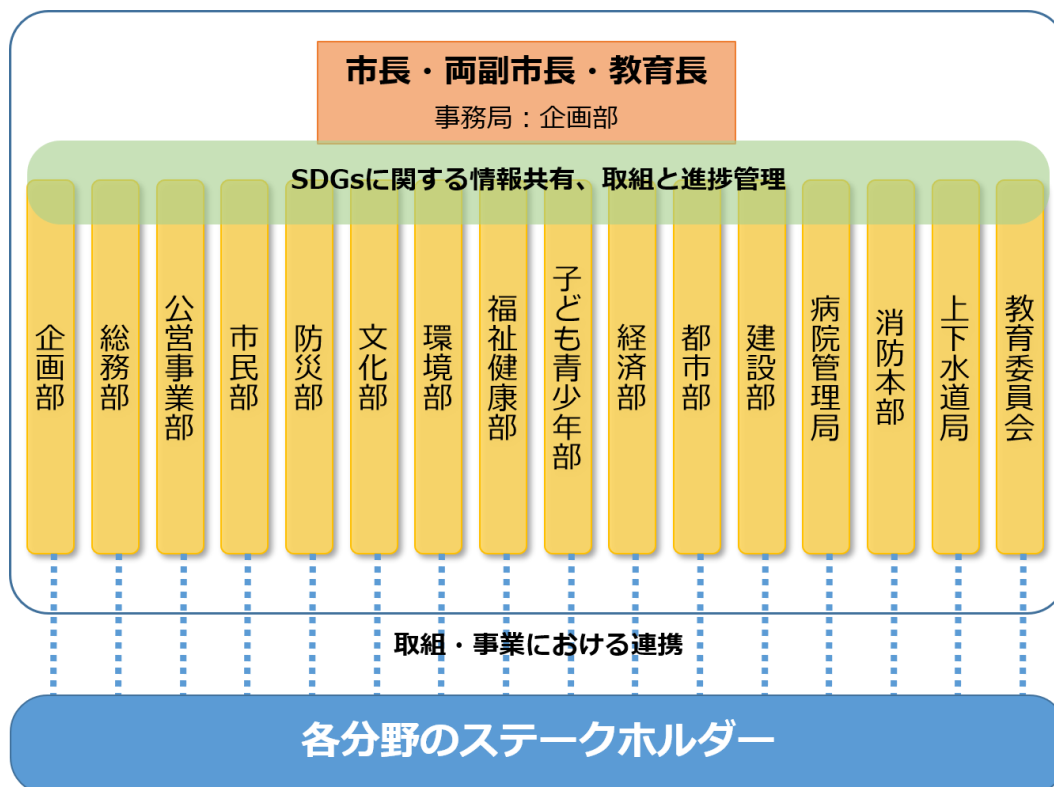 市長・両副市長・教育長
事務局：企画部
SDGsに関する情報共有、取組と進捗管理
企画部
総務部
公営事業部
市民部
防災部
文化部
環境部
福祉健康部
子ども青少年部
経済部
都市部
建設部
病院管理局
消防本部
上下水道局
教育委員会
取組・事業における連携
各分野のステークホルダー